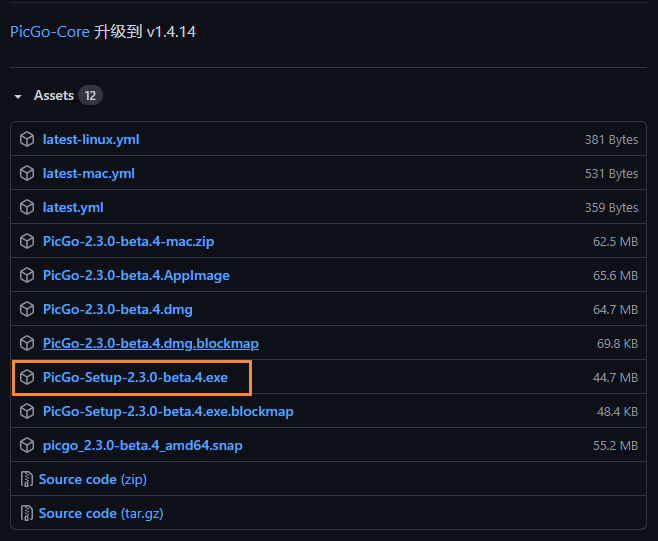 PicGo-Core 升级到 v1.4.14
Assets 12
latest-linux.yml 381 Bytes
latest-mac.yml 531 Bytes
latest.yml 359 Bytes
PicGo-2.3.0-beta.4-mac.zip 62.5 MB
PicGo-2.3.0-beta.4.AppImage 65.6 MB
PicGo-2.3.0-beta.4.dmg 64.7 MB
PicGo-2.3.0-beta.4.dmg.blockmap 69.8 KB
PicGo-Setup-2.3.0-beta.4.exe 44.7 MB
PicGo-Setup-2.3.0-beta.4.exe.blockmap 48.4 KB
picgo_2.3.0-beta.4_amd64.snap 55.2 MB
Source code (zip)
Source code (tar.gz)